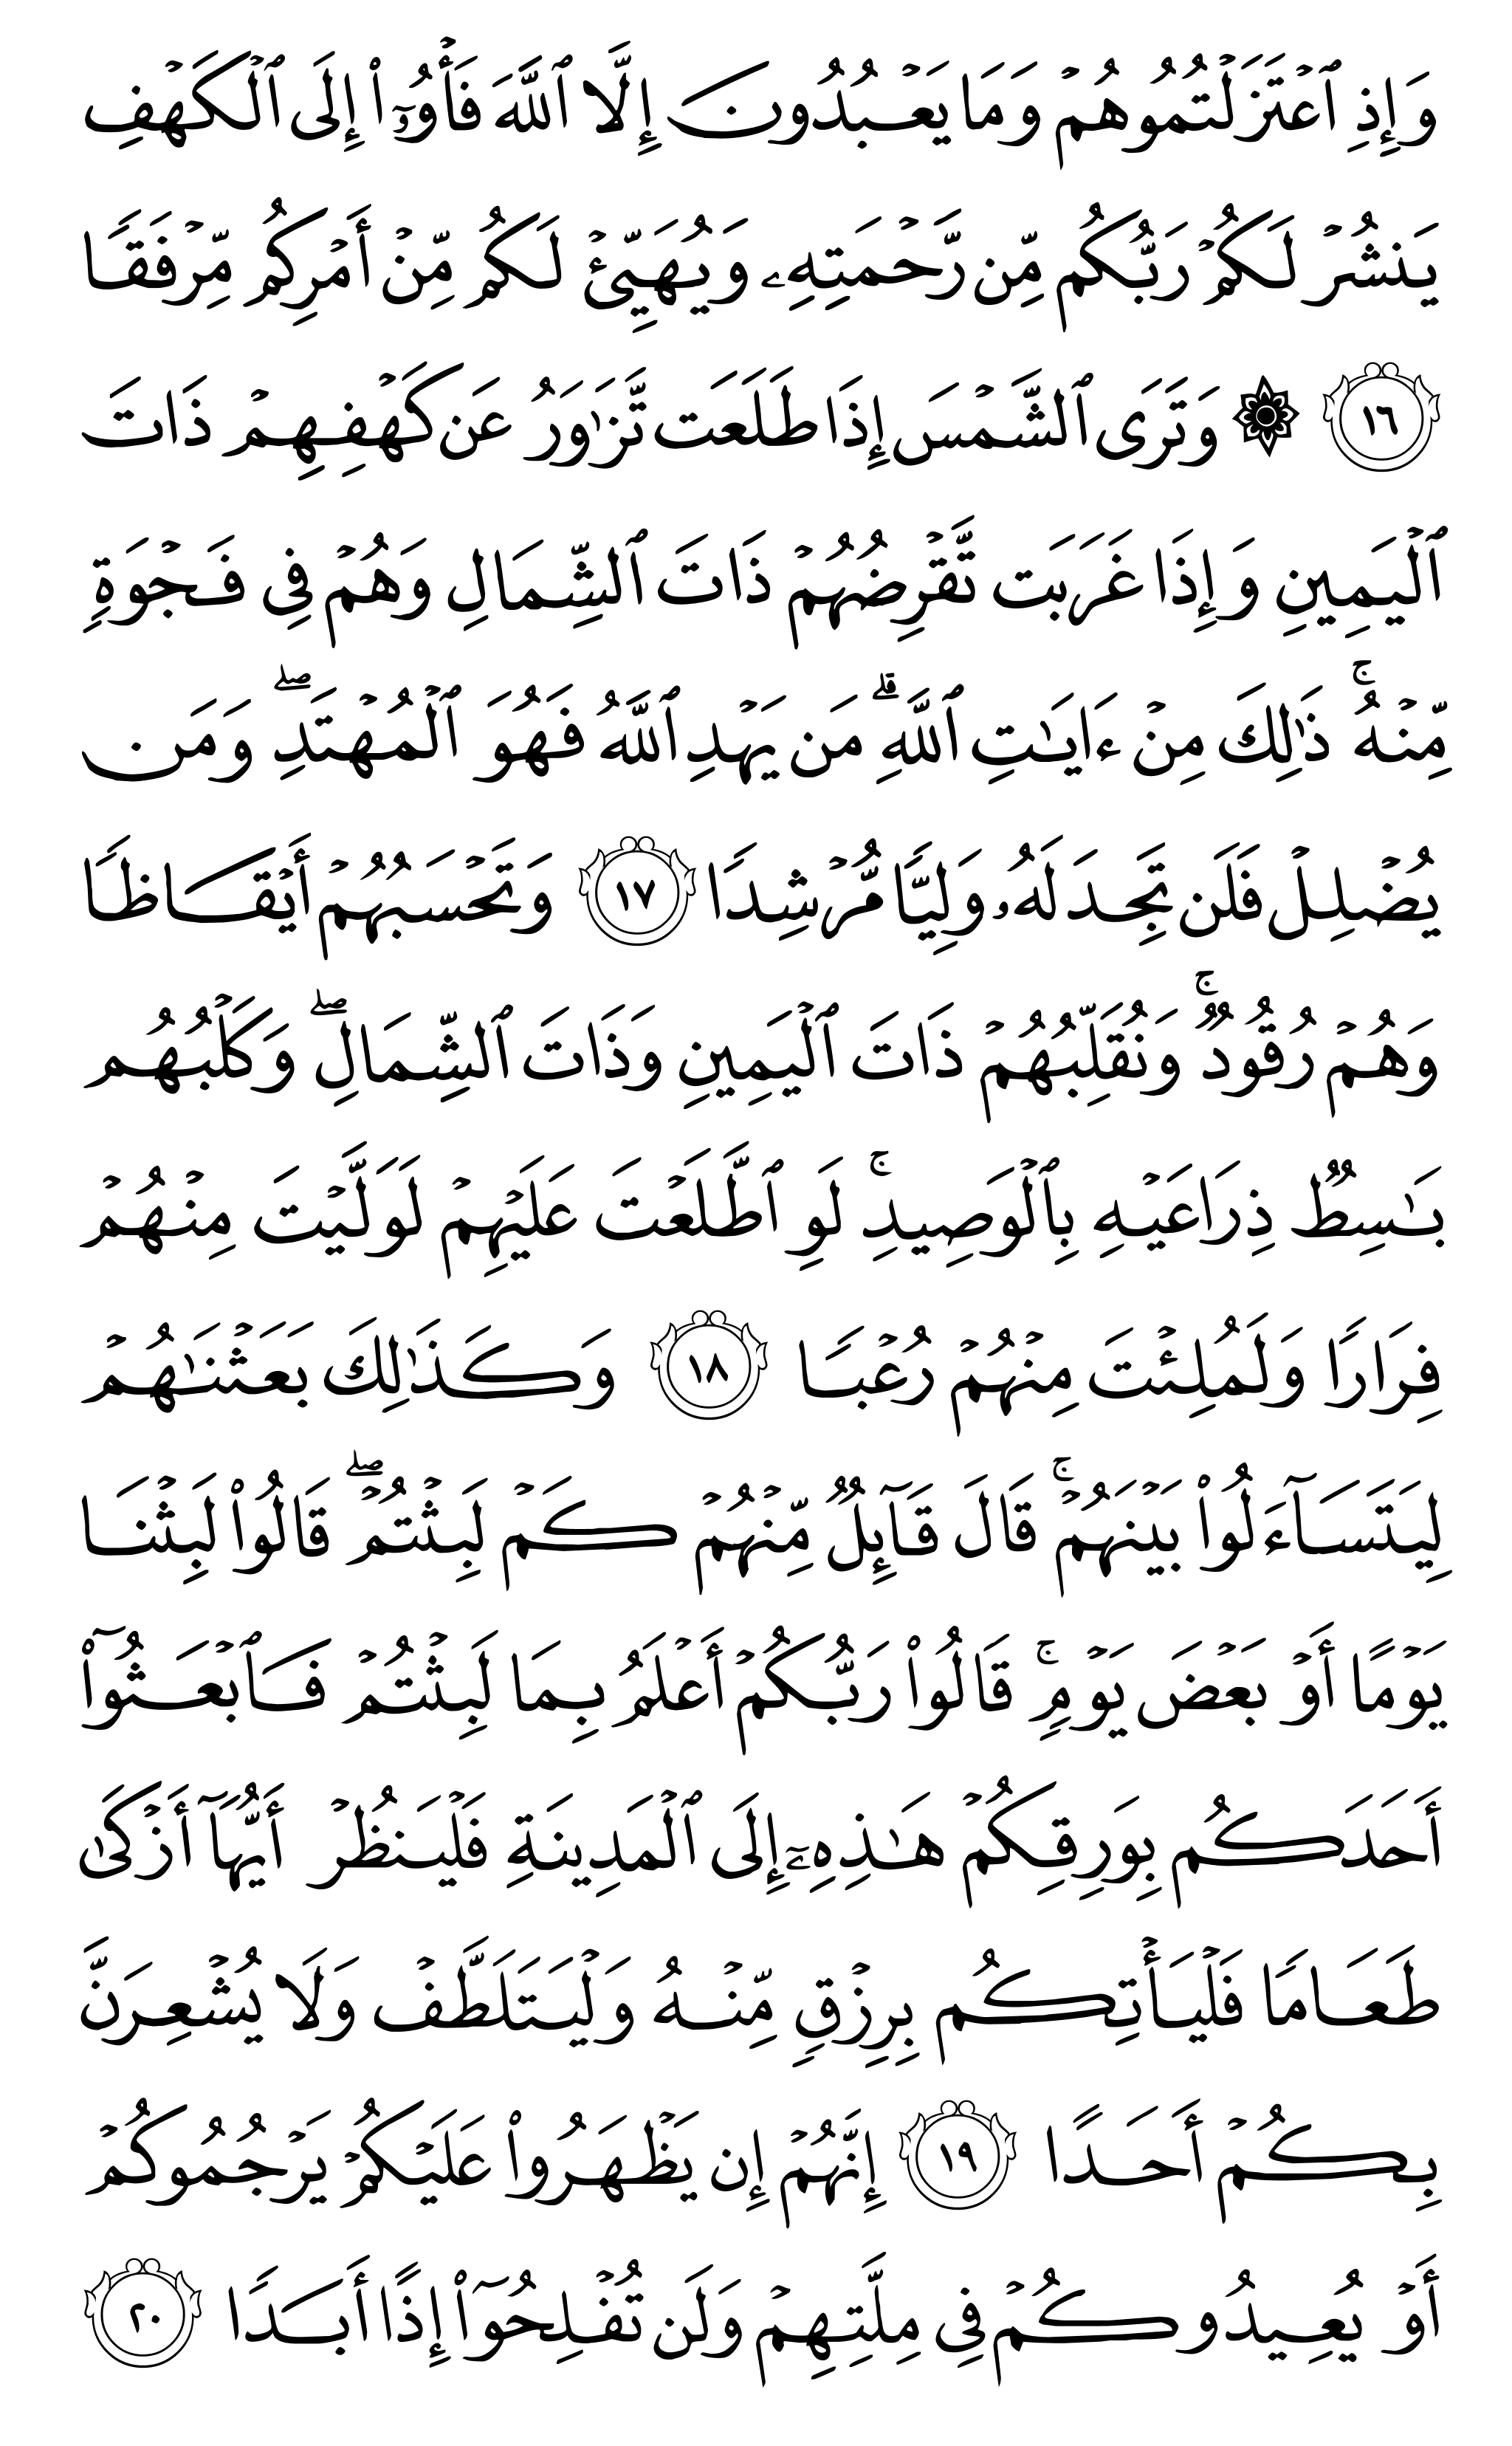 وَإِذِ ٱعۡتَزَلۡتُمُوهُمۡ وَمَا يَعۡبُدُونَ إِلَّا ٱللَّهَ فَأۡوُۥٓاْ إِلَى ٱلۡكَهۡفِ
يَنشُرۡ لَكُمۡ رَبُّكُم مِّن رَّحۡمَتِهِۦ وَيُهَيِّئۡ لَكُم مِّنۡ أَمۡرِكُم مِّرۡفَقٗا
١٦ ۞ وَتَرَى ٱلشَّمۡسَ إِذَا طَلَعَت تَّزَٰوَرُ عَن كَهۡفِهِمۡ ذَاتَ
ٱلۡيَمِينِ وَإِذَا غَرَبَت تَّقۡرِضُهُمۡ ذَاتَ ٱلشِّمَالِ وَهُمۡ فِي فَجۡوَةٖ
مِّنۡهُۚ ذَٰلِكَ مِنۡ ءَايَٰتِ ٱللَّهِۗ مَن يَهۡدِ ٱللَّهُ فَهُوَ ٱلۡمُهۡتَدِۖ وَمَن
يُضۡلِلۡ فَلَن تَجِدَ لَهُۥ وَلِيّٗا مُّرۡشِدٗا ١٧ وَتَحۡسَبُهُمۡ أَيۡقَاظٗا
وَهُمۡ رُقُودٞۚ وَنُقَلِّبُهُمۡ ذَاتَ ٱلۡيَمِينِ وَذَاتَ ٱلشِّمَالِۖ وَكَلۡبُهُم
بَٰسِطٞ ذِرَاعَيۡهِ بِٱلۡوَصِيدِۚ لَوِ ٱطَّلَعۡتَ عَلَيۡهِمۡ لَوَلَّيۡتَ مِنۡهُمۡ
فِرَارٗا وَلَمُلِئۡتَ مِنۡهُمۡ رُعۡبٗا ١٨ وَكَذَٰلِكَ بَعَثۡنَٰهُمۡ
لِيَتَسَآءَلُواْ بَيۡنَهُمۡۚ قَالَ قَآئِلٞ مِّنۡهُمۡ كَمۡ لَبِثۡتُمۡۖ قَالُواْ لَبِثۡنَا
يَوۡمًا أَوۡ بَعۡضَ يَوۡمٖۚ قَالُواْ رَبُّكُمۡ أَعۡلَمُ بِمَا لَبِثۡتُمۡ فَٱبۡعَثُوٓاْ
أَحَدَكُم بِوَرِقِكُمۡ هَٰذِهِۦٓ إِلَى ٱلۡمَدِينَةِ فَلۡيَنظُرۡ أَيُّهَآ أَزۡكَىٰ
طَعَامٗا فَلۡيَأۡتِكُم بِرِزۡقٖ مِّنۡهُ وَلۡيَتَلَطَّفۡ وَلَا يُشۡعِرَنَّ
بِكُمۡ أَحَدًا ١٩ إِنَّهُمۡ إِن يَظۡهَرُواْ عَلَيۡكُمۡ يَرۡجُمُوكُمۡ
أَوۡ يُعِيدُوكُمۡ فِي مِلَّتِهِمۡ وَلَن تُفۡلِحُوٓاْ إِذًا أَبَدٗا ٢٠